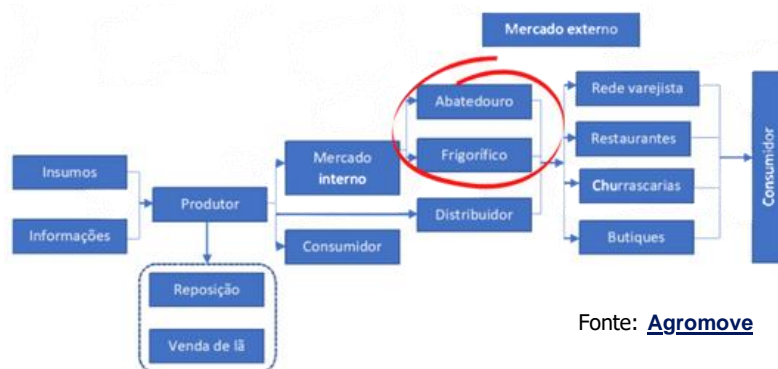 Mercado externo
Insumos
Informações
Produtor
Reposição
Venda de lã
Mercado
interno
Consumidor
Abatedouro
Frigorífico
Distribuidor
Rede varejista
Restaurantes
Churrascarias
Butiques
Consumidor
Fonte: Agromove